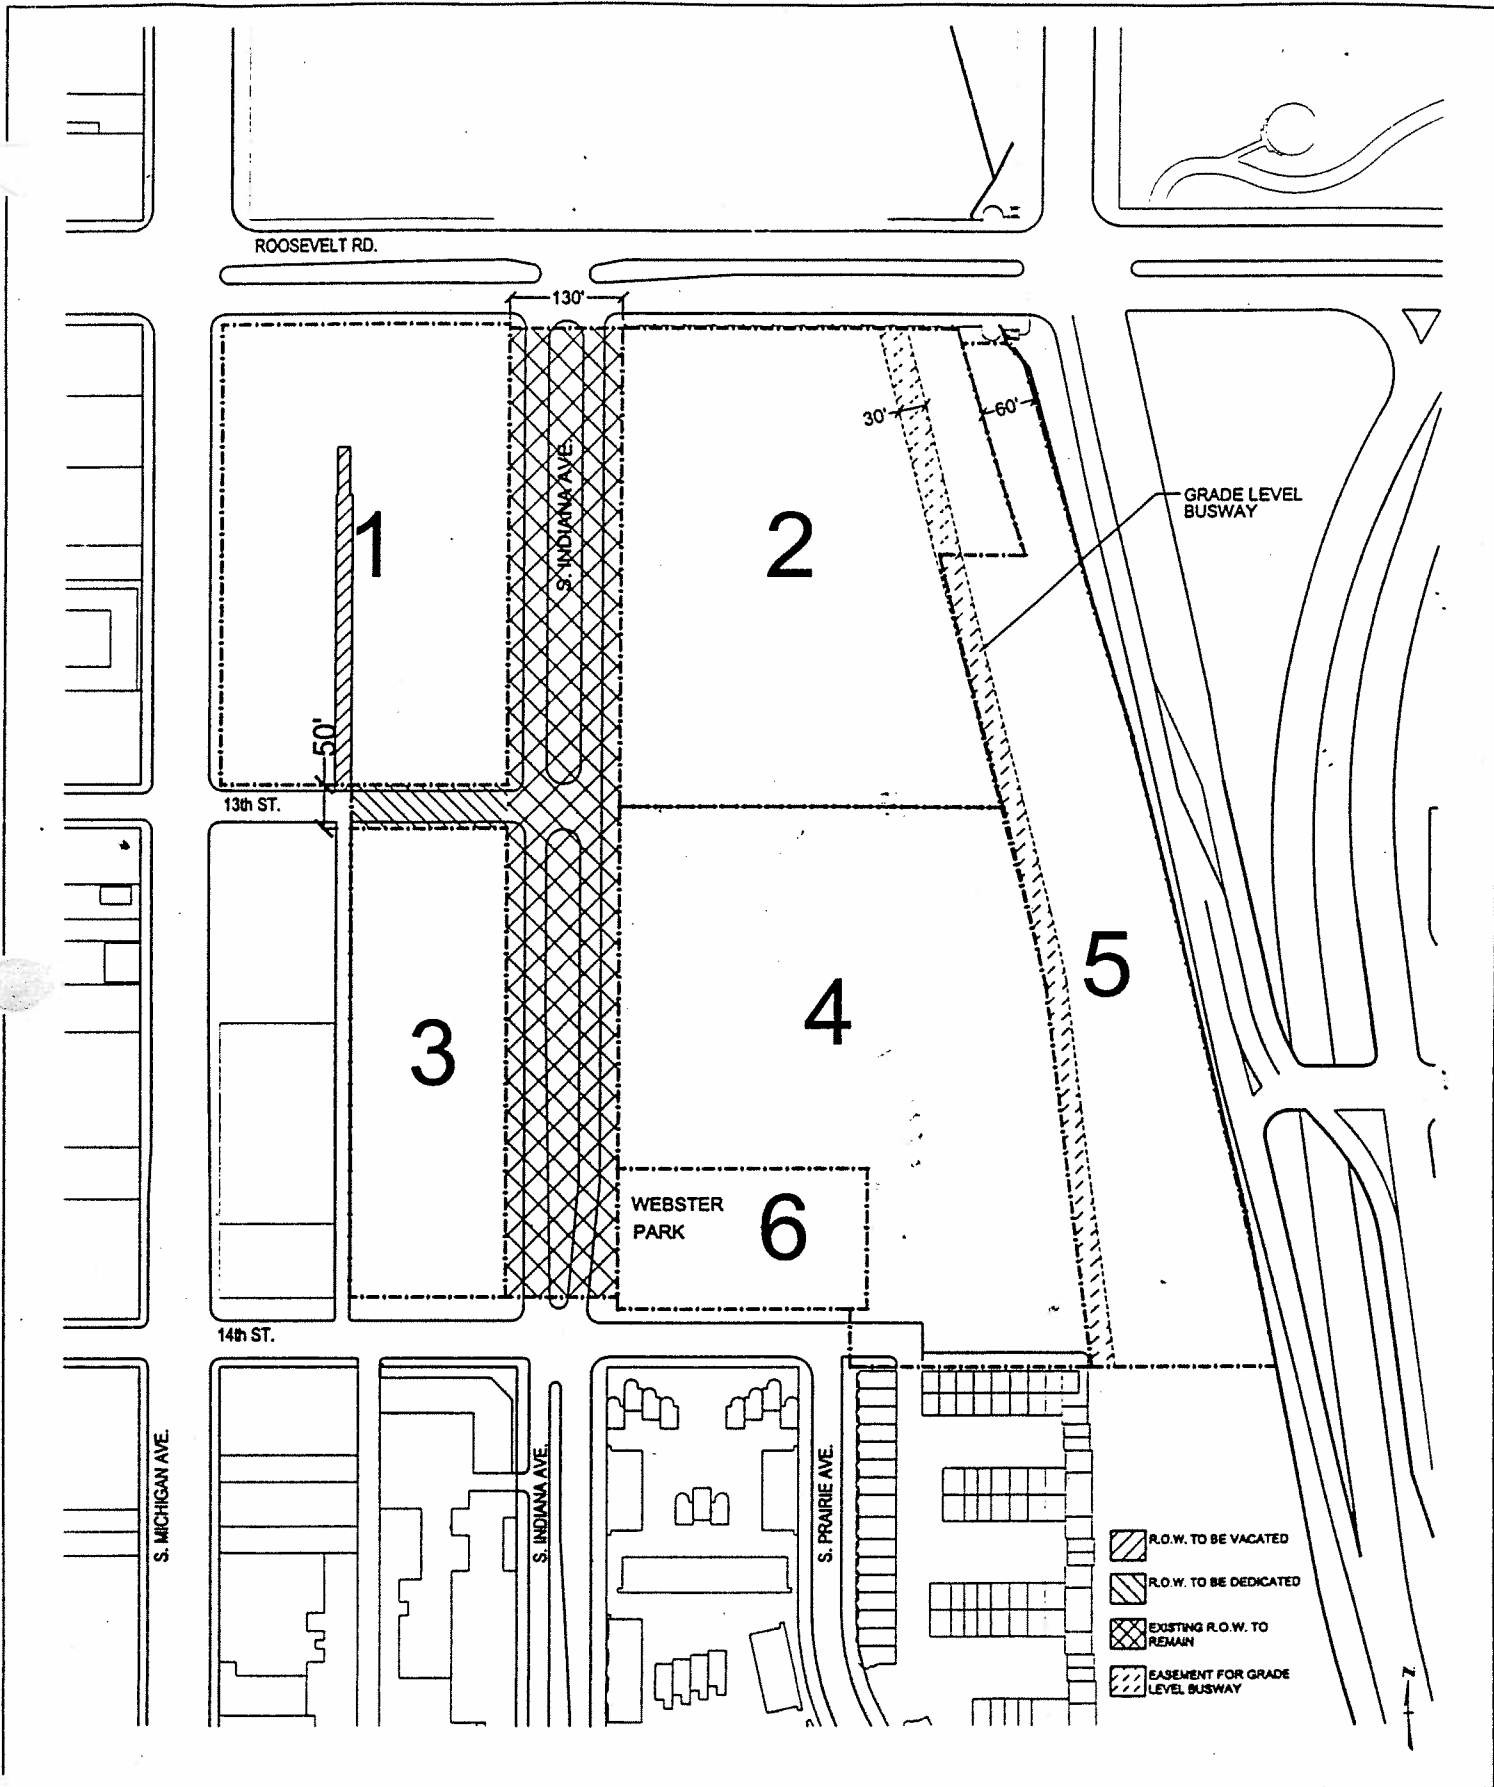 ROOSEVELT RD.
130'
30'
60'
GRADE LEVEL
BUSWAY
S. INDIANA AVE.
1
2
50'
13th ST.
5
4
3
WEBSTER
PARK
6
14th ST.
S. MICHIGAN AVE.
S. INDIANA AVE.
S. PRAIRIE AVE.
R.O.W. TO BE VACATED
R.O.W. TO BE DEDICATED
EXISTING R.O.W. TO
REMAIN
EASEMENT FOR GRADE
LEVEL BUSWAY
Z